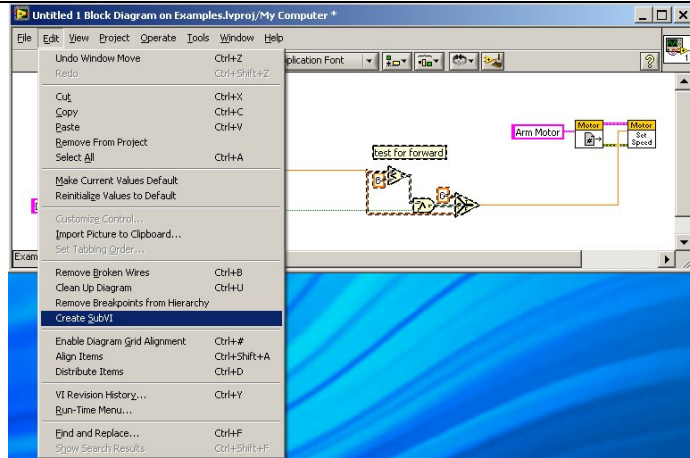 Untitled 1 Block Diagram on Examples.lvproj/My Computer *
File Edit View Project Operate Tools Window Help
Undo Window Move Ctrl+Z
Redo Ctrl+Shift+Z
plication Font
?
1
Cut Ctrl+X
Copy Ctrl+C
Paste Ctrl+V
Remove From Project
Select All Ctrl+A
Make Current Values Default
Reinitialize Values to Default
Customize Control...
Import Picture to Clipboard...
Set Tabbing Order...
Remove Broken Wires Ctrl+B
Clean Up Diagram Ctrl+U
Remove Breakpoints from Hierarchy
Create SubVI
Enable Diagram Grid Alignment Ctrl+#
Align Items Ctrl+Shift+A
Distribute Items Ctrl+D
VI Revision History... Ctrl+Y
Run-Time Menu...
Find and Replace... Ctrl+F
Show Search Results Ctrl+Shift+F
Exam
test for forward
0
0
Arm Motor
Motor
#
Motor
Set
Speed